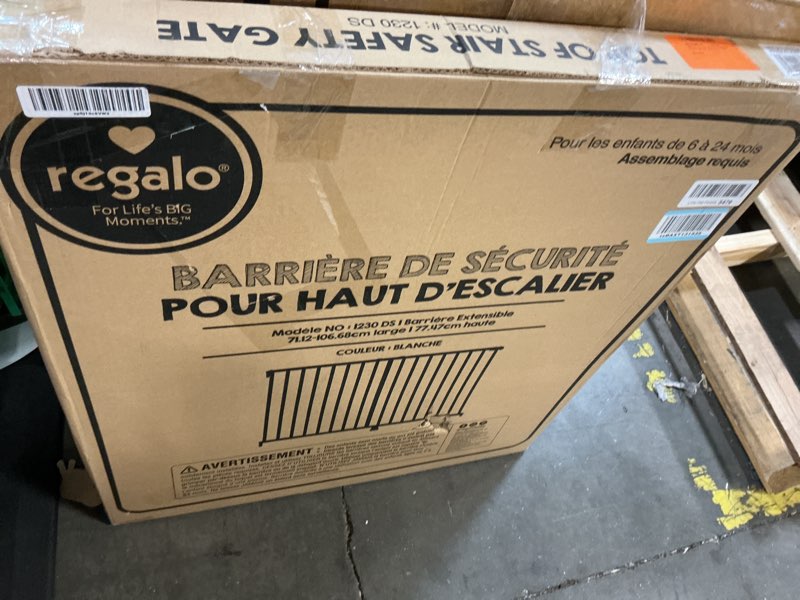 TOP OF STAIR SAFETY GATE
MODEL #: 1230 DS
regalo®
For Life's BIG
Moments.™
Pour les enfants de 6 à 24 mois
Assemblage requis
BARRIÈRE DE SÉCURITÉ
POUR HAUT D'ESCALIER
Modèle NO : 1230 DS | Barrière Extensible
71.12-106.68cm large | 77.47cm haute
COULEUR : BLANCHE
AVERTISSEMENT :